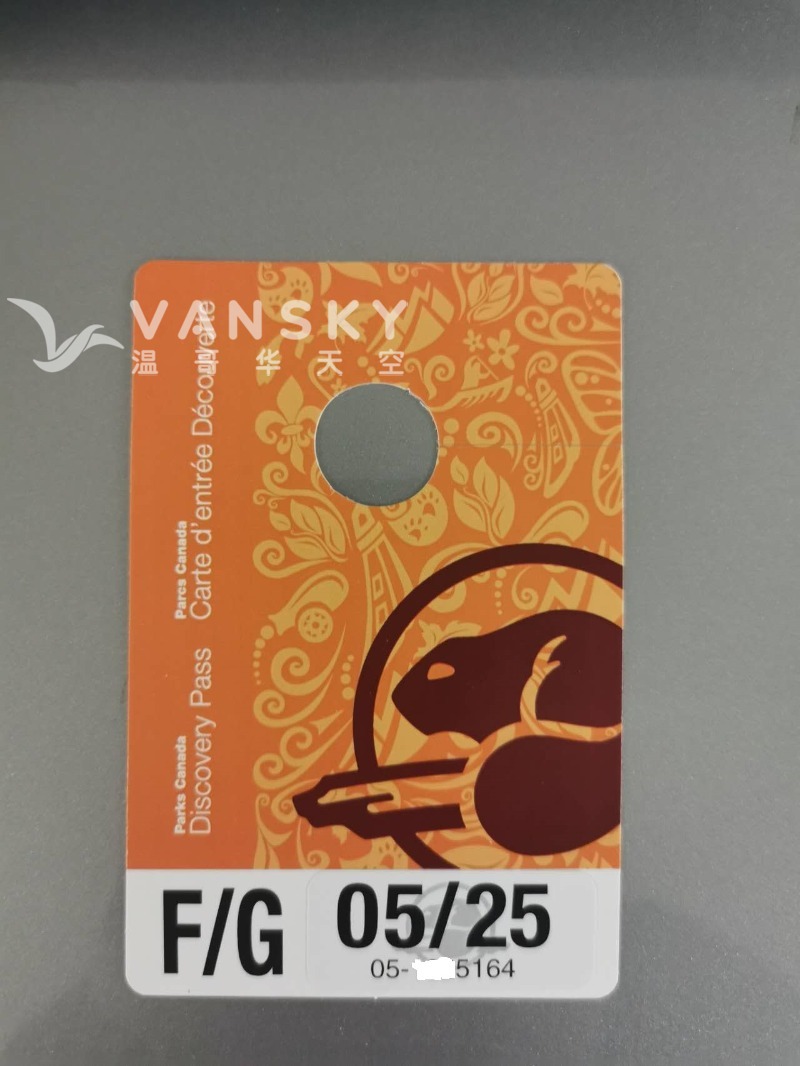 VANSKY
温哥华天空
Parks Canada
Discovery Pass
Parcs Canada
Carte d'entrée Découverte
F/G
05/25
05- 5164